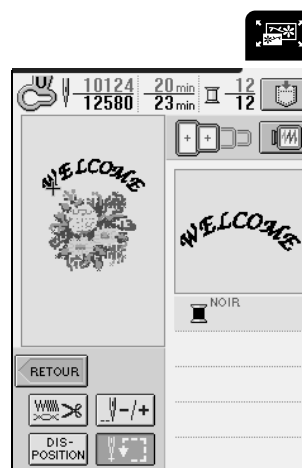 U 10124 20 min 12
12580 23 min 12
WELCOME
WELCOME
NOIR
RETOUR
-/+
DIS-
POSITION